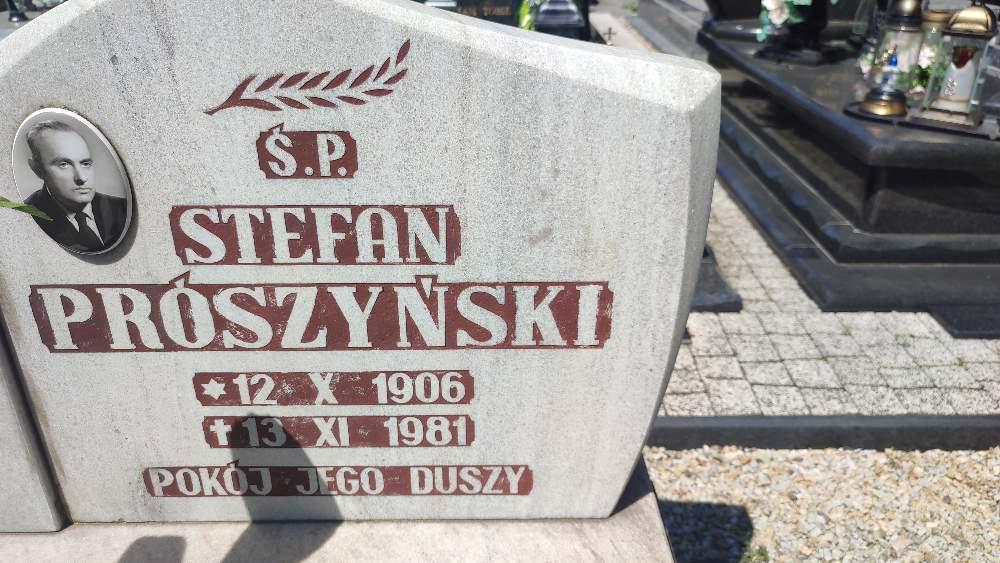 Ś.P.
STEFAN
PRÓSZYŃSKI
12 X 1906
13 XI 1981
POKÓJ JEGO DUSZY